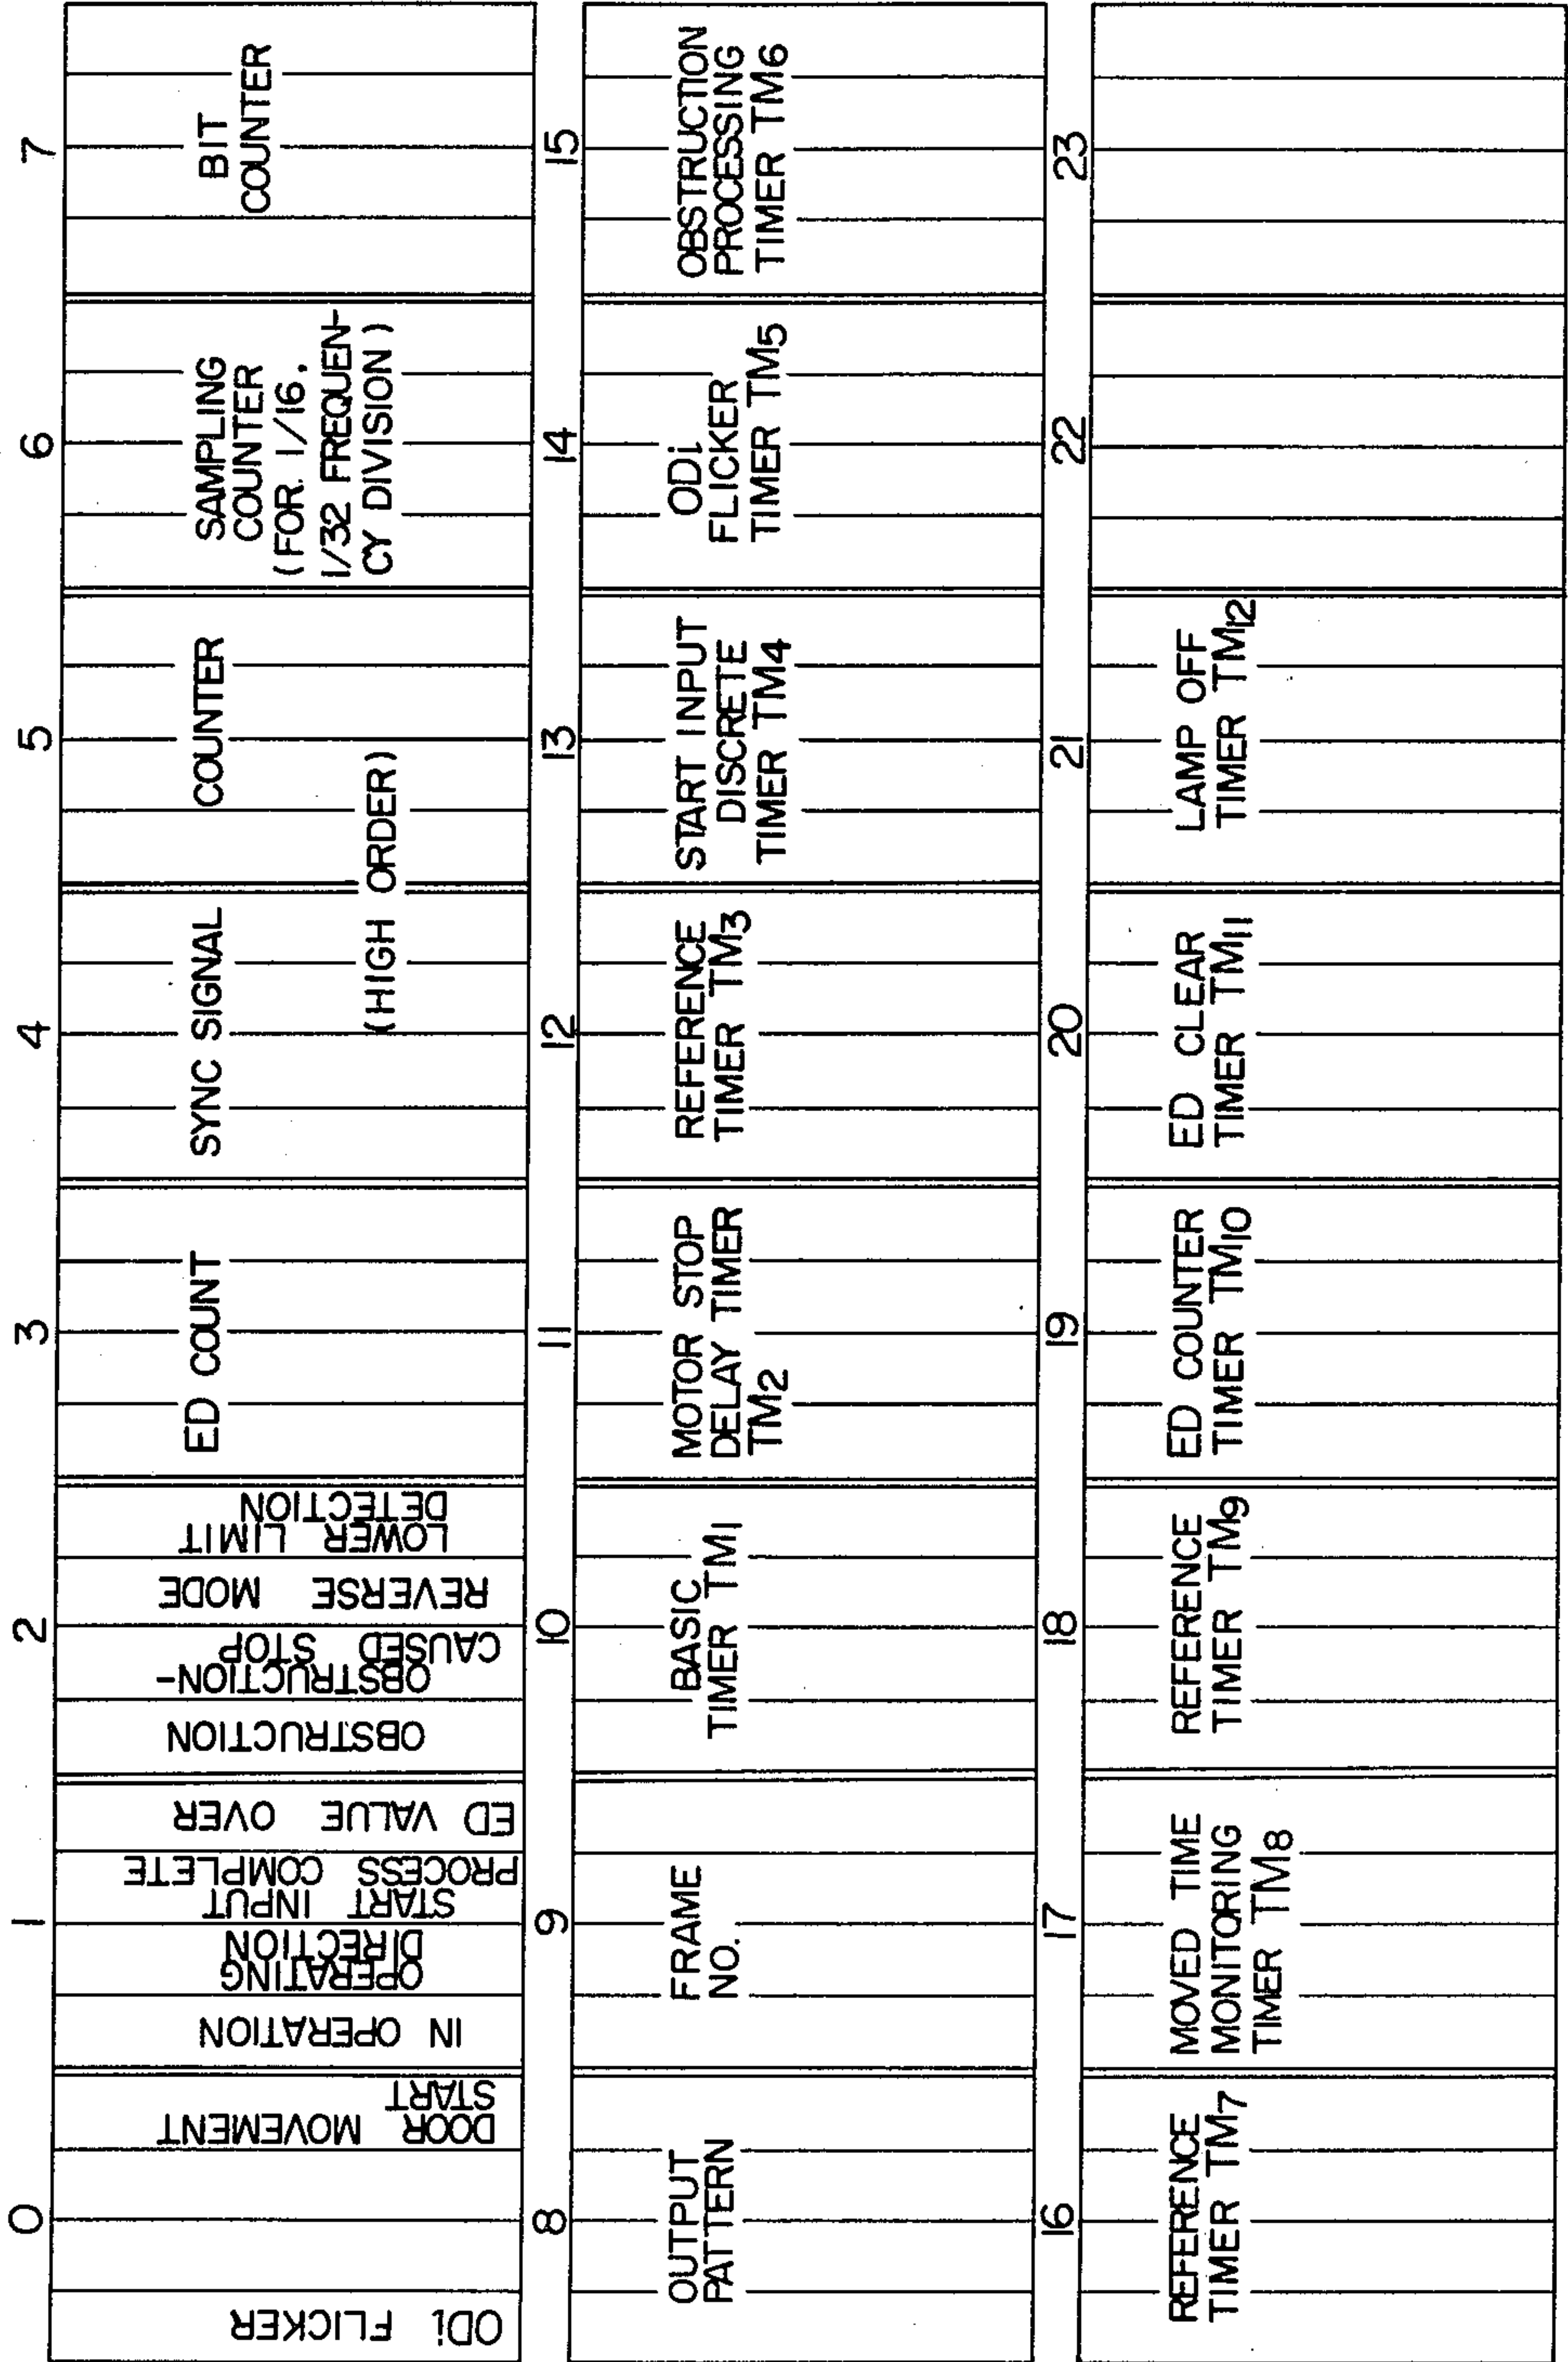 0 1 2 3 4 5 6 7
ODi FLICKER
DOOR MOVEMENT
START
IN OPERATION
OPERATING
DIRECTION
START INPUT
PROCESS COMPLETE
ED VALUE OVER
OBSTRUCTION
OBSTRUCTION-
CAUSED STOP
REVERSE MODE
LOWER LIMIT
DETECTION
ED COUNT
SYNC SIGNAL COUNTER
(HIGH ORDER)
SAMPLING
COUNTER
(FOR 1/16,
1/32 FREQUEN-
CY DIVISION)
BIT
COUNTER
8 9 10 11 12 13 14 15
OUTPUT
PATTERN
FRAME
NO.
BASIC
TIMER TM1
MOTOR STOP
DELAY TIMER
TM2
REFERENCE
TIMER TM3
START INPUT
DISCRETE
TIMER TM4
ODi
FLICKER
TIMER TM5
OBSTRUCTION
PROCESSING
TIMER TM6
16 17 18 19 20 21 22 23
REFERENCE
TIMER TM7
MOVED TIME
MONITORING
TIMER TM8
REFERENCE
TIMER TM9
ED COUNTER
TIMER TM10
ED CLEAR
TIMER TM11
LAMP OFF
TIMER TM12